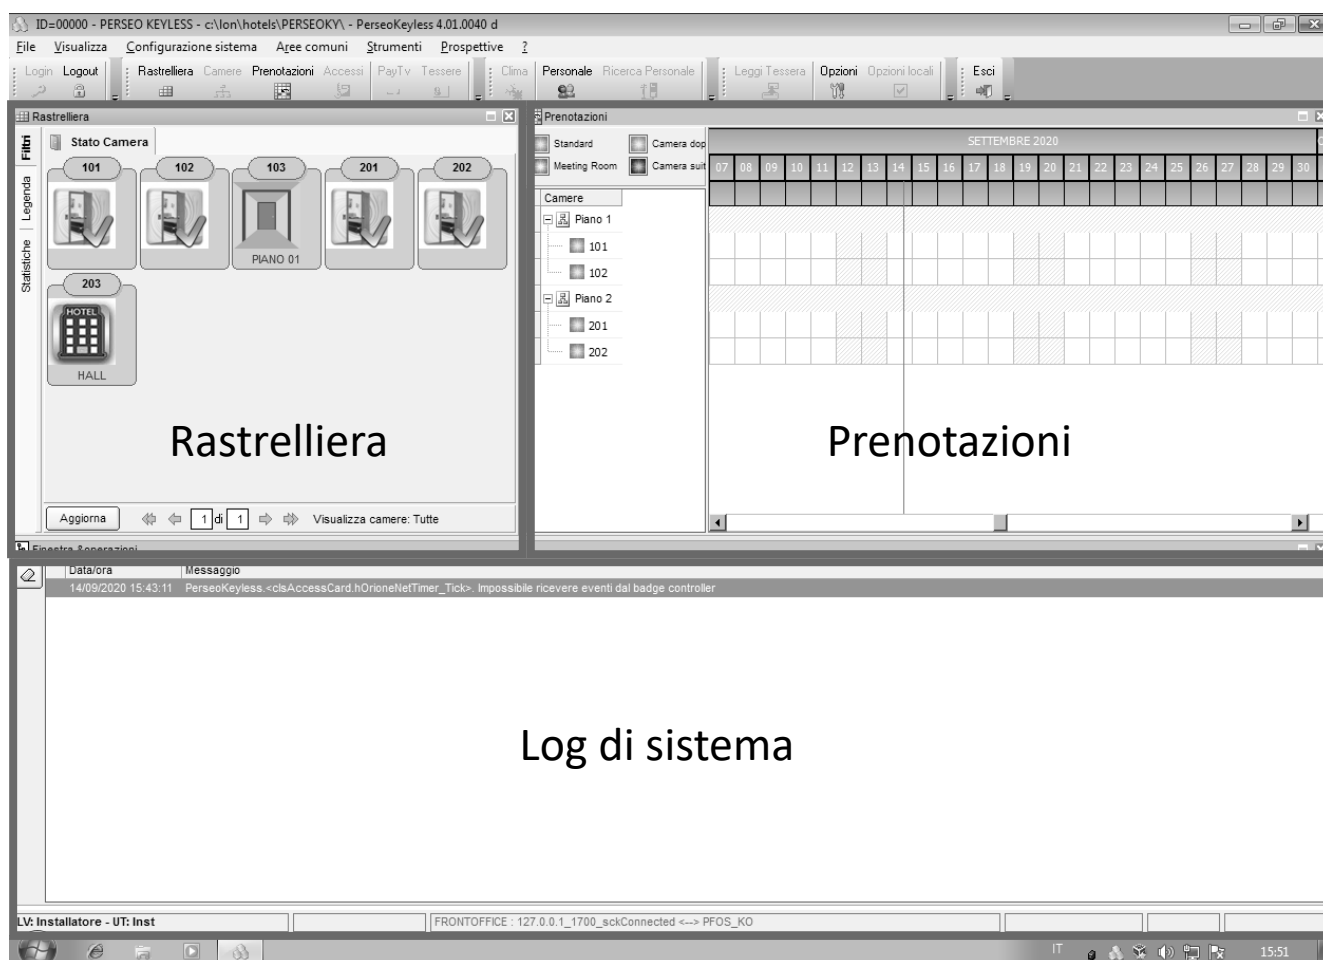 ID=00000 - PERSEO KEYLESS - c:\lon\hotels\PERSEOKY\ - PerseoKeyless 4.01.0040 d
File Visualizza Configurazione sistema Aree comuni Strumenti Prospettive ?
Login Logout Rastrelliera Camere Prenotazioni Accessi PayTv Tessere Clima Personale Ricerca Personale Leggi Tessera Opzioni Opzioni locali Esci
Rastrelliera
Filtri
Legenda
Statistiche
Stato Camera
101 102 103 201 202
PIANO 01
203
HOTEL
HALL
Rastrelliera
Aggiorna 1 di 1 Visualizza camere: Tutte
Prenotazioni
Standard Camera dop
Meeting Room Camera suit
SETTEMBRE 2020
07 08 09 10 11 12 13 14 15 16 17 18 19 20 21 22 23 24 25 26 27 28 29 30
Camere
Piano 1
101
102
Piano 2
201
202
Prenotazioni
Finestra &operazioni
Data/ora Messaggio
14/09/2020 15:43:11 PerseoKeyless.<clsAccessCard.hOrioneNetTimer_Tick>. Impossibile ricevere eventi dal badge controller
Log di sistema
LV: Installatore - UT: Inst
FRONTOFFICE : 127.0.0.1_1700_sckConnected <--> PFOS_KO
IT 15:51